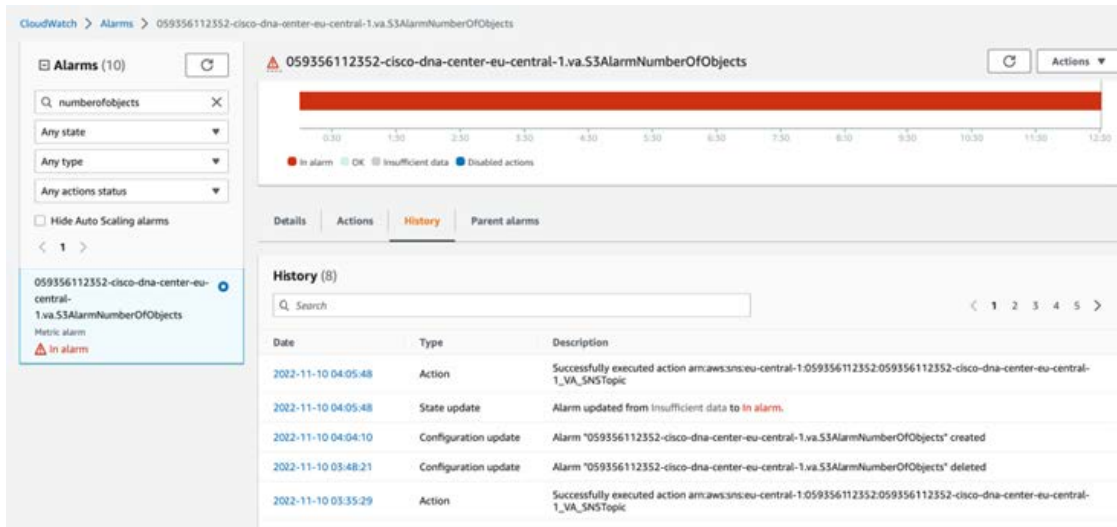 CloudWatch > Alarms > 059356112352-cisco-dna-center-eu-central-1.va.S3AlarmNumberOfObjects
Alarms (10)
numberofobjects
Any state
Any type
Any actions status
Hide Auto Scaling alarms
< 1 >
059356112352-cisco-dna-center-eu-
central-
1.va.S3AlarmNumberOfObjects
Metric alarm
In alarm
059356112352-cisco-dna-center-eu-central-1.va.S3AlarmNumberOfObjects
Actions
0:30 1:30 2:30 3:30 4:30 5:30 6:30 7:30 8:30 9:30 10:30 11:30 12:30
In alarm OK Insufficient data Disabled actions
Details Actions History Parent alarms
History (8)
Search
< 1 2 3 4 5 >
Date Type Description
2022-11-10 04:05:48 Action Successfully executed action arn:aws:sns:eu-central-1:059356112352:059356112352-cisco-dna-center-eu-central-
1_VA_SNSTopic
2022-11-10 04:05:48 State update Alarm updated from Insufficient data to In alarm.
2022-11-10 04:04:10 Configuration update Alarm "059356112352-cisco-dna-center-eu-central-1.va.S3AlarmNumberOfObjects" created
2022-11-10 03:48:21 Configuration update Alarm "059356112352-cisco-dna-center-eu-central-1.va.S3AlarmNumberOfObjects" deleted
2022-11-10 03:35:29 Action Successfully executed action arn:aws:sns:eu-central-1:059356112352:059356112352-cisco-dna-center-eu-central-
1_VA_SNSTopic